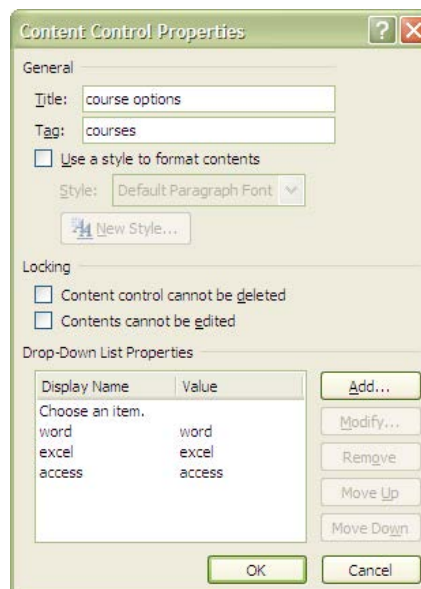 Content Control Properties
General
Title: course options
Tag: courses
Use a style to format contents
Style: Default Paragraph Font
New Style...
Locking
Content control cannot be deleted
Contents cannot be edited
Drop-Down List Properties
Display Name Value
Choose an item.
word word
excel excel
access access
Add...
Modify...
Remove
Move Up
Move Down
OK Cancel